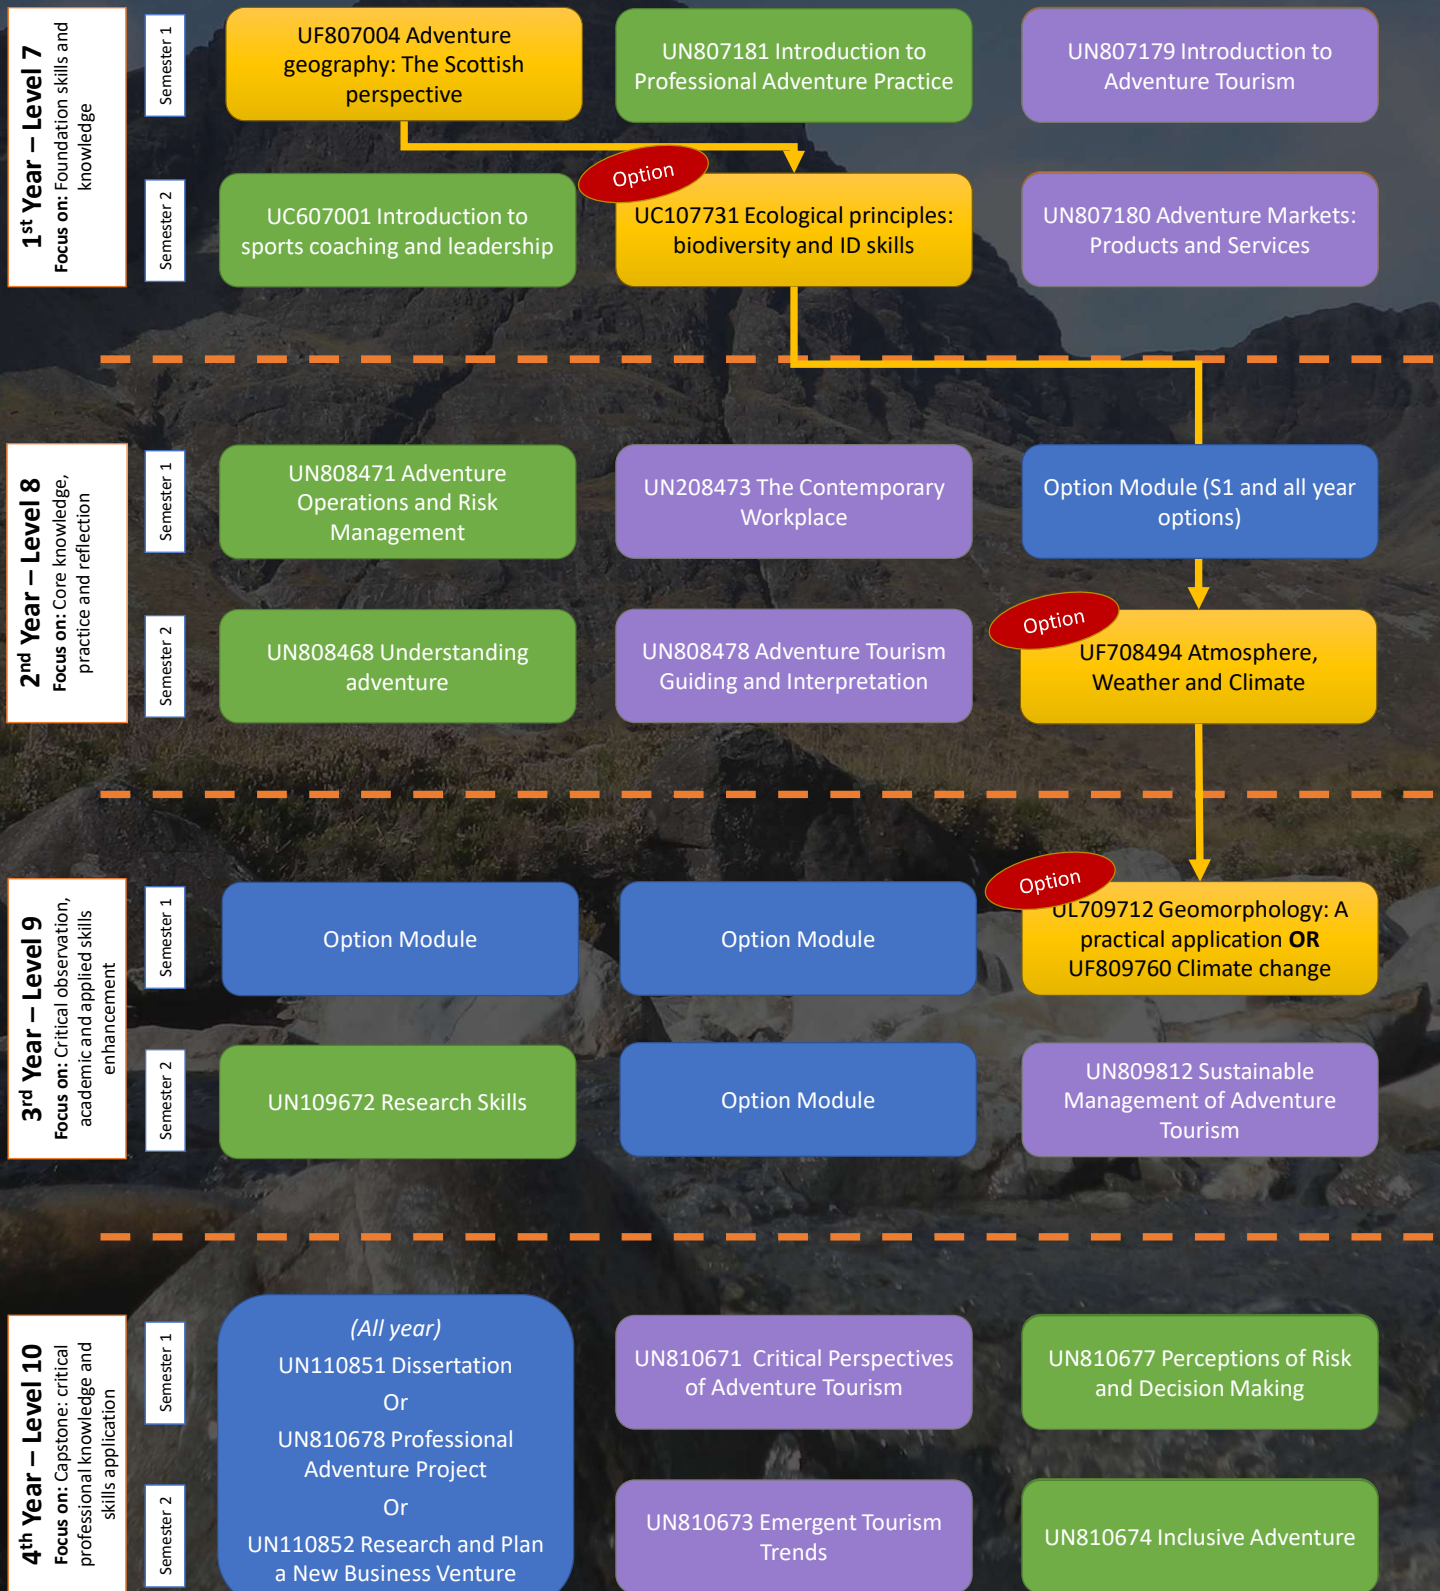 1st Year – Level 7
Focus on: Foundation skills and
knowledge
Semester 1
UF807004 Adventure
geography: The Scottish
perspective
UN807181 Introduction to
Professional Adventure Practice
UN807179 Introduction to
Adventure Tourism
Semester 2
UC607001 Introduction to
sports coaching and leadership
Option
UC107731 Ecological principles:
biodiversity and ID skills
UN807180 Adventure Markets:
Products and Services
2nd Year – Level 8
Focus on: Core knowledge,
practice and reflection
Semester 1
UN808471 Adventure
Operations and Risk
Management
UN208473 The Contemporary
Workplace
Option Module (S1 and all year
options)
Semester 2
UN808468 Understanding
adventure
UN808478 Adventure Tourism
Guiding and Interpretation
Option
UF708494 Atmosphere,
Weather and Climate
3rd Year – Level 9
Focus on: Critical observation,
academic and applied skills
enhancement
Semester 1
Option Module
Option Module
Option
UL709712 Geomorphology: A
practical application OR
UF809760 Climate change
Semester 2
UN109672 Research Skills
Option Module
UN809812 Sustainable
Management of Adventure
Tourism
4th Year – Level 10
Focus on: Capstone: critical
professional knowledge and
skills application
Semester 1
(All year)
UN110851 Dissertation
Or
UN810678 Professional
Adventure Project
Or
UN110852 Research and Plan
a New Business Venture
UN810671 Critical Perspectives
of Adventure Tourism
UN810677 Perceptions of Risk
and Decision Making
Semester 2
UN810673 Emergent Tourism
Trends
UN810674 Inclusive Adventure